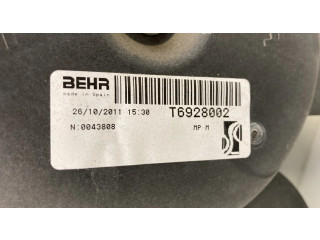 BEHR
made in Spain
26/10/2011 15:30
T6928002
N:0043808
MP M